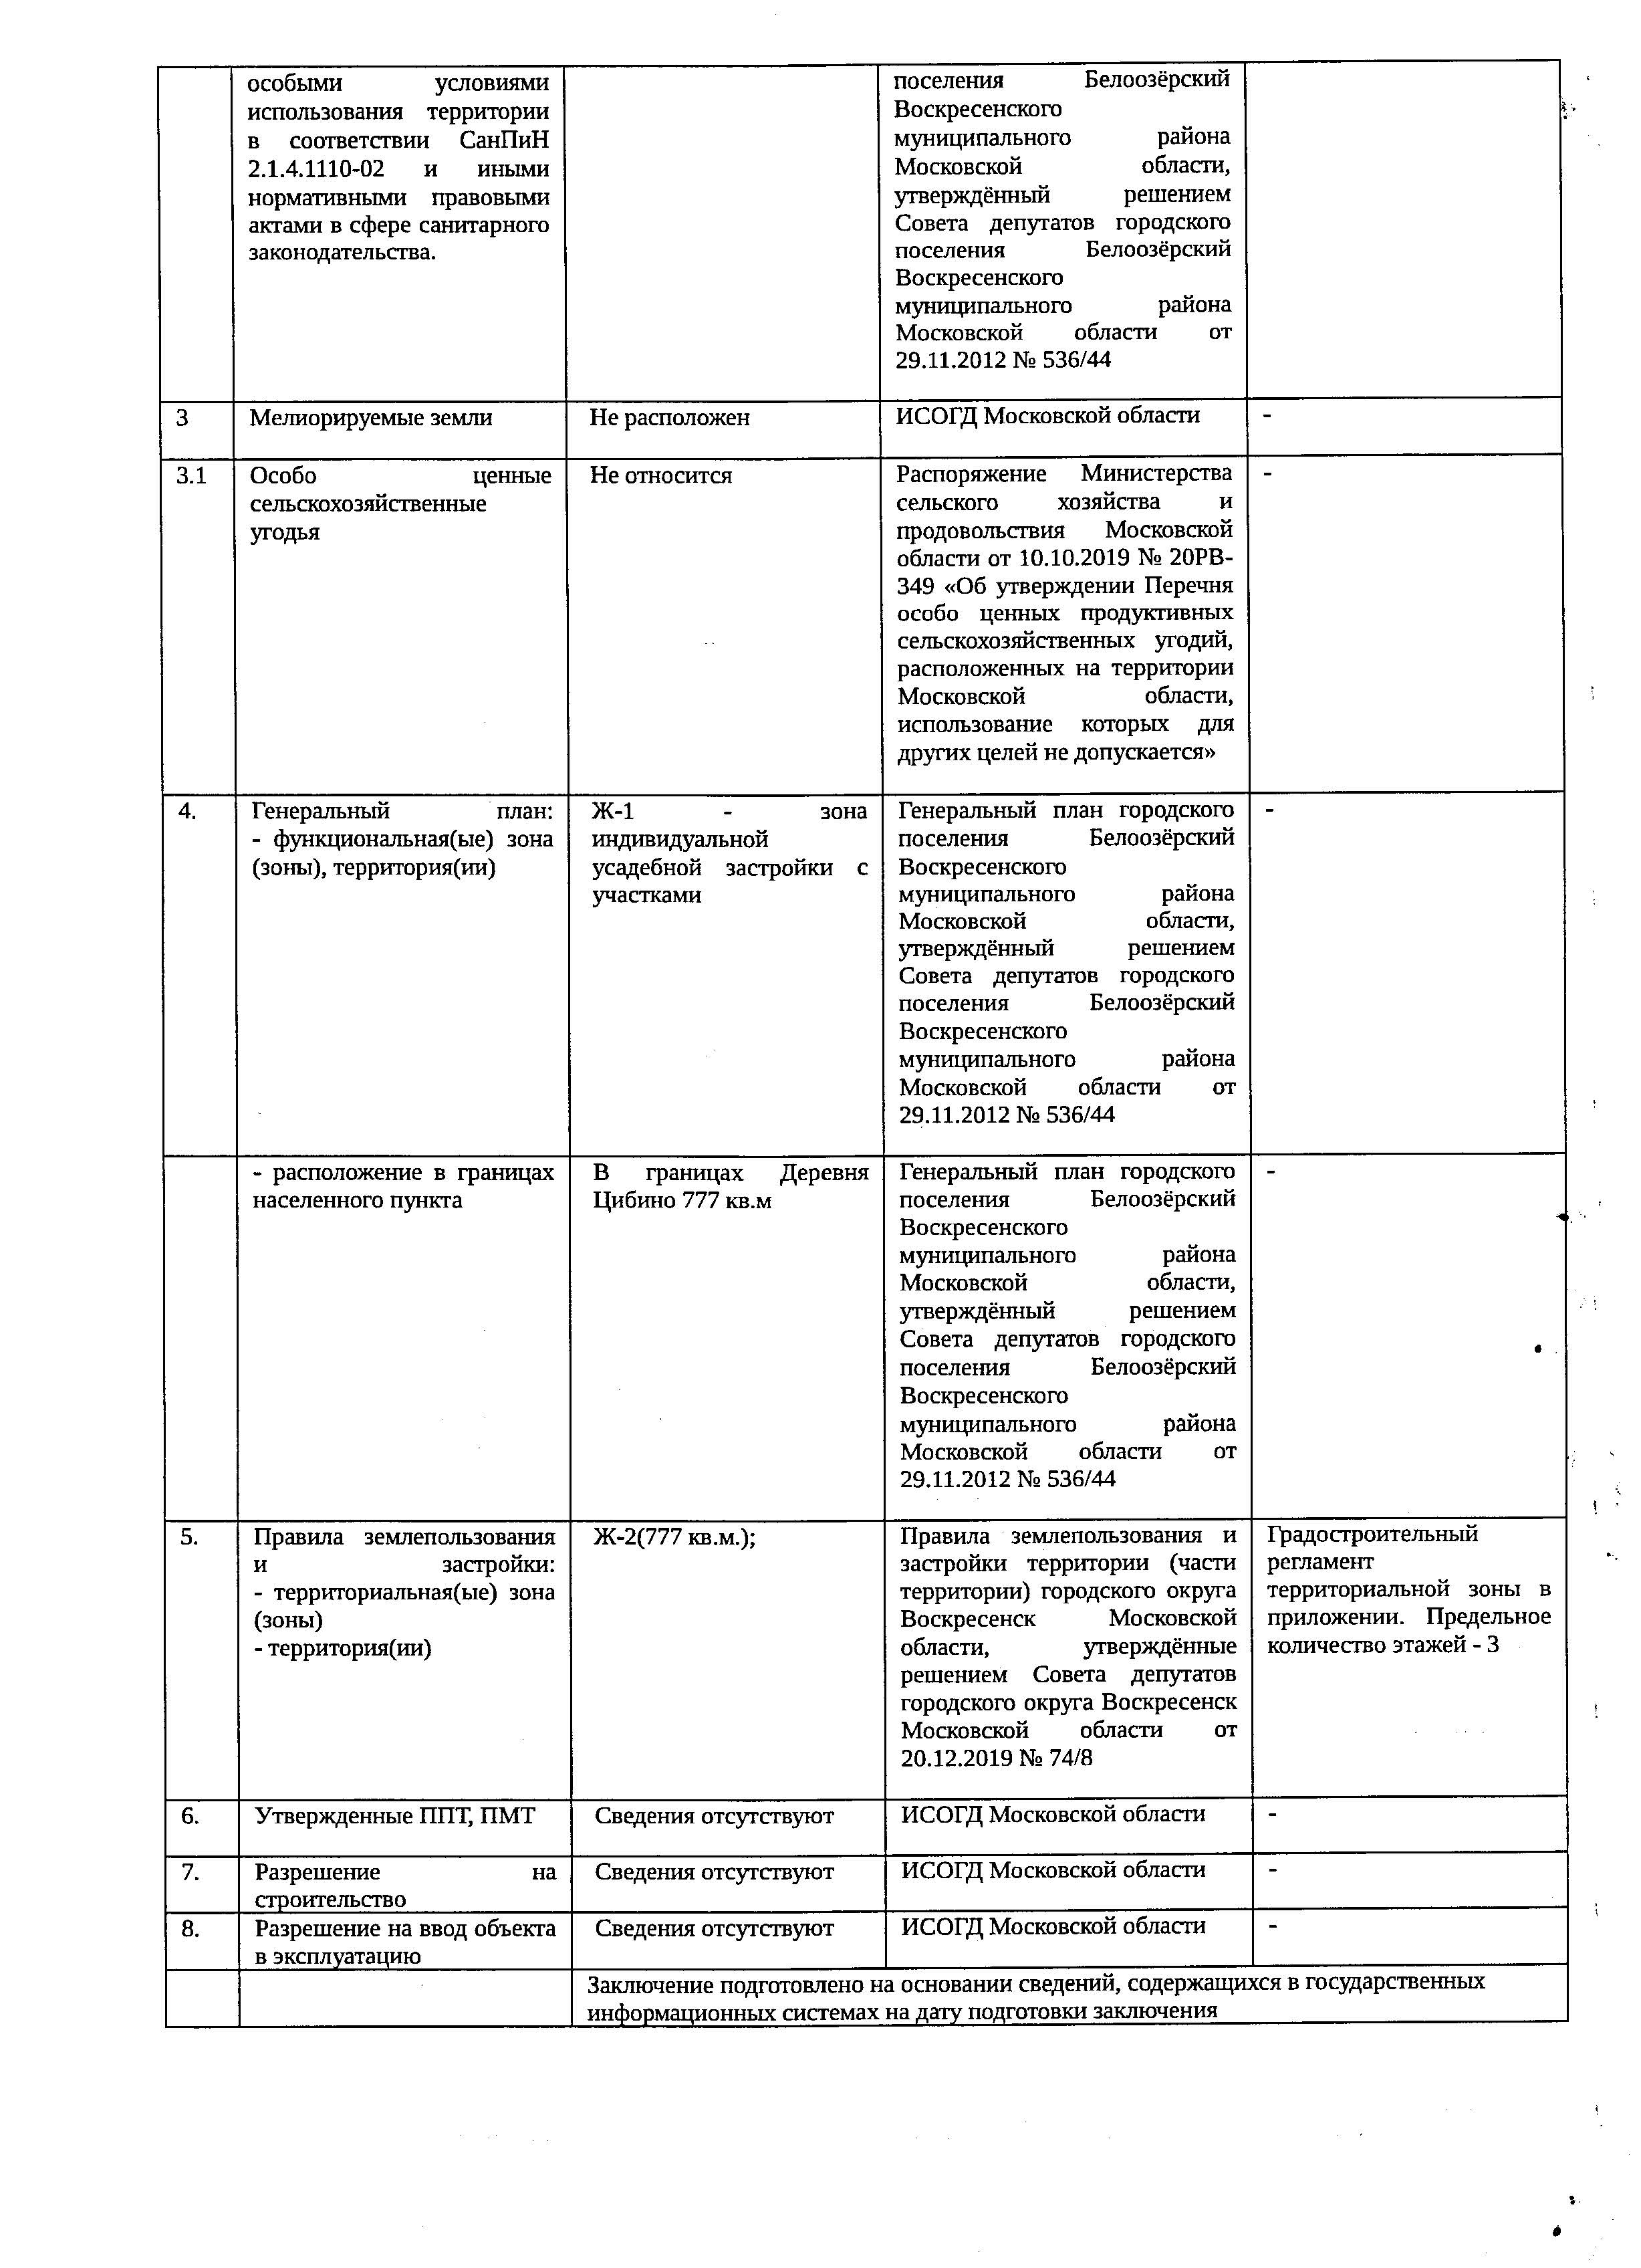 особыми условиями
использования территории
в соответствии СанПиН
2.1.4.1110-02 и иными
нормативными правовыми
актами в сфере санитарного
законодательства.
поселения Белоозёрский
Воскресенского
муниципального района
Московской области,
утверждённый решением
Совета депутатов городского
поселения Белоозёрский
Воскресенского
муниципального района
Московской области от
29.11.2012 № 536/44
3
Мелиорируемые земли
Не расположен
ИСОГД Московской области
-
3.1
Особо ценные
сельскохозяйственные
угодья
Не относится
Распоряжение Министерства
сельского хозяйства и
продовольствия Московской
области от 10.10.2019 № 20РВ-
349 «Об утверждении Перечня
особо ценных продуктивных
сельскохозяйственных угодий,
расположенных на территории
Московской области,
использование которых для
других целей не допускается»
-
4.
Генеральный план:
- функциональная(ые) зона
(зоны), территория(ии)
Ж-1 - зона
индивидуальной
усадебной застройки с
участками
Генеральный план городского
поселения Белоозёрский
Воскресенского
муниципального района
Московской области,
утверждённый решением
Совета депутатов городского
поселения Белоозёрский
Воскресенского
муниципального района
Московской области от
29.11.2012 № 536/44
-
- расположение в границах
населенного пункта
В границах Деревня
Цибино 777 кв.м
Генеральный план городского
поселения Белоозёрский
Воскресенского
муниципального района
Московской области,
утверждённый решением
Совета депутатов городского
поселения Белоозёрский
Воскресенского
муниципального района
Московской области от
29.11.2012 № 536/44
-
5.
Правила землепользования
и застройки:
- территориальная(ые) зона
(зоны)
- территория(ии)
Ж-2(777 кв.м.);
Правила землепользования и
застройки территории (части
территории) городского округа
Воскресенск Московской
области, утверждённые
решением Совета депутатов
городского округа Воскресенск
Московской области от
20.12.2019 № 74/8
Градостроительный
регламент
территориальной зоны в
приложении. Предельное
количество этажей - 3
6.
Утвержденные ППТ, ПМТ
Сведения отсутствуют
ИСОГД Московской области
-
7.
Разрешение на
строительство
Сведения отсутствуют
ИСОГД Московской области
-
8.
Разрешение на ввод объекта
в эксплуатацию
Сведения отсутствуют
ИСОГД Московской области
-
Заключение подготовлено на основании сведений, содержащихся в государственных
информационных системах на дату подготовки заключения